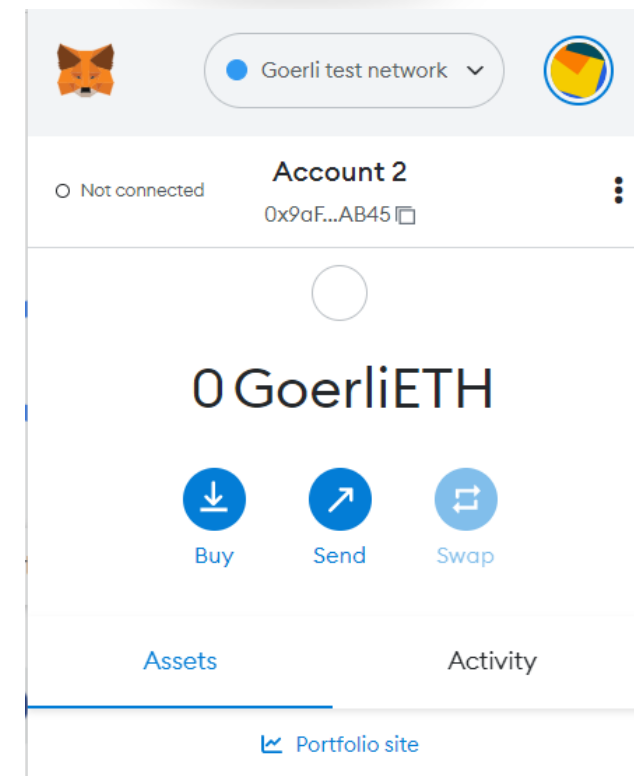 Goerli test network
Not connected
Account 2
0x9aF...AB45
0 GoerliETH
Buy
Send
Swap
Assets
Activity
Portfolio site